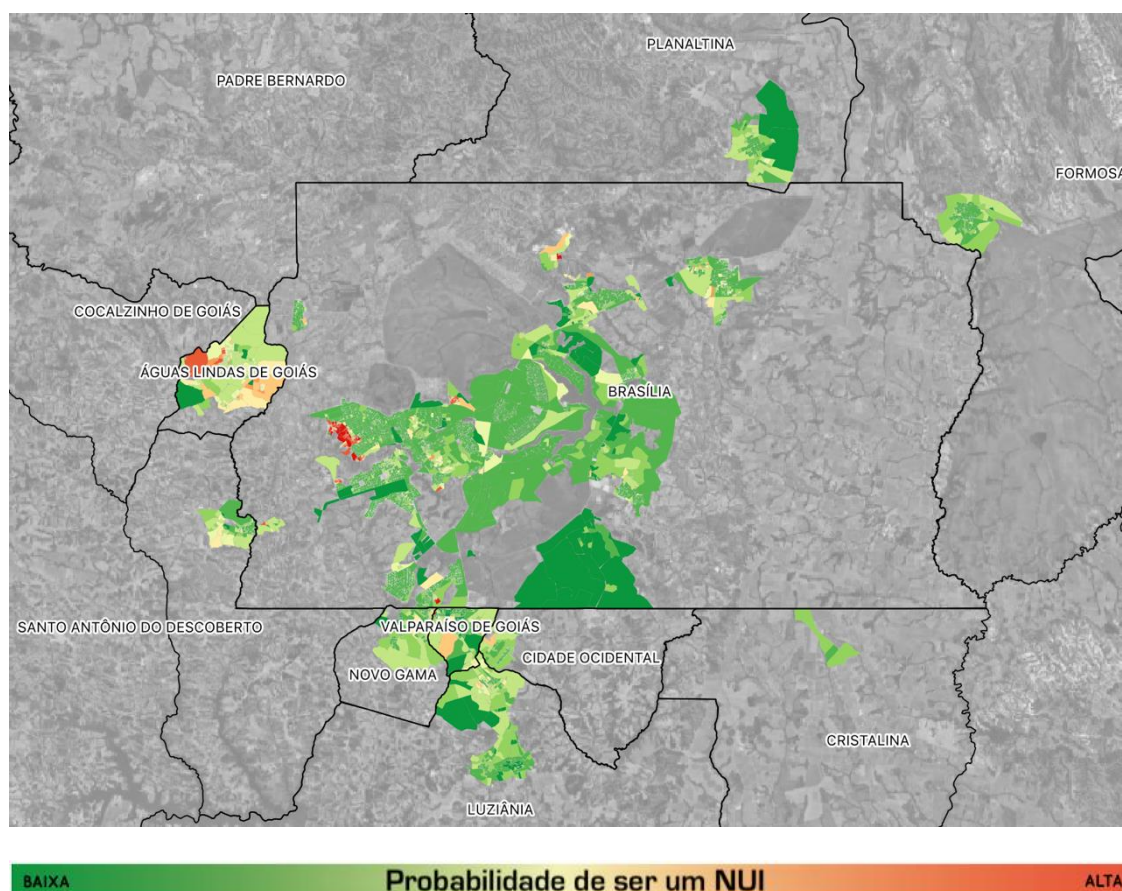 PLANALTINA
PADRE BERNARDO
FORMOSA
COCALZINHO DE GOIÁS
ÁGUAS LINDAS DE GOIÁS
BRASÍLIA
SANTO ANTÔNIO DO DESCOBERTO
VALPARAÍSO DE GOIÁS
CIDADE OCIDENTAL
NOVO GAMA
CRISTALINA
LUZIÂNIA
BAIXA Probabilidade de ser um NUI ALTA